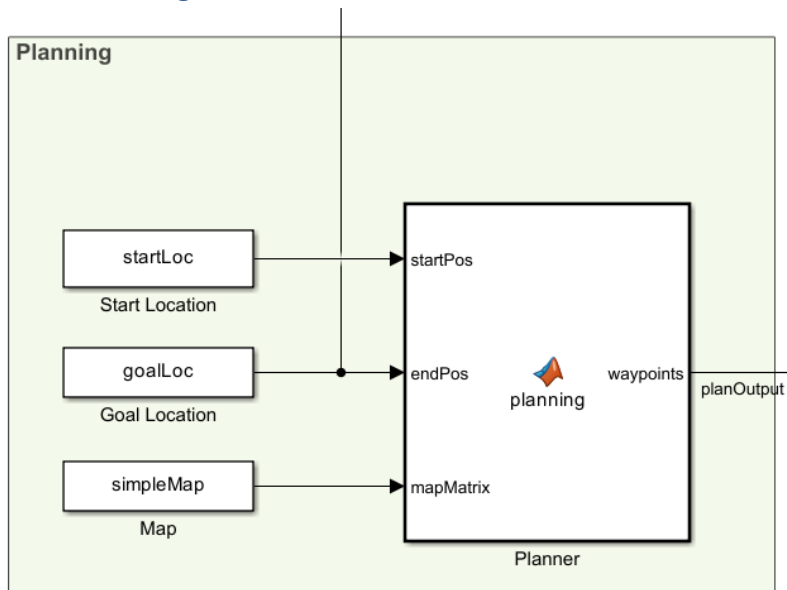 Planning
startLoc
startPos
Start Location
goalLoc
endPos
waypoints
planning
planOutput
Goal Location
simpleMap
mapMatrix
Map
Planner